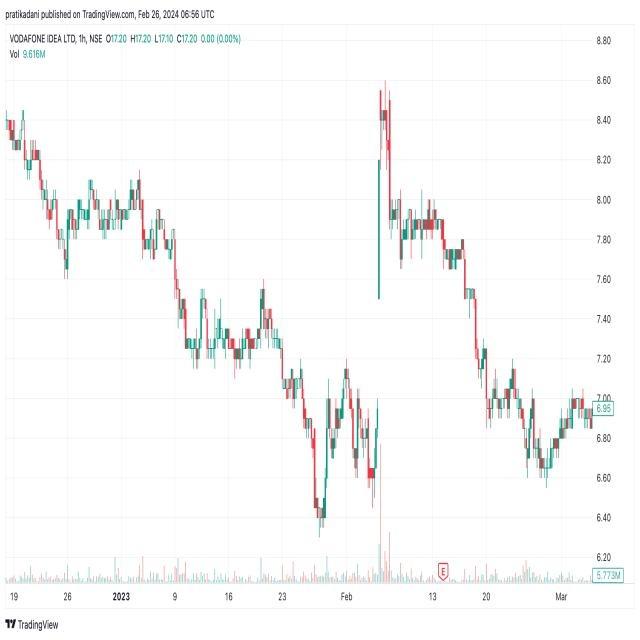 pratikadani published on TradingView.com, Feb 26, 2024 06:56 UTC
VODAFONE IDEA LTD, 1h, NSE O17.20 H17.20 L17.10 C17.20 0.00 (0.00%)
Vol 9.616M
8.80
8.60
8.40
8.20
8.00
7.80
7.60
7.40
7.20
7.00
6.95
6.80
6.60
6.40
6.20
5.773M
E
19 26 2023 9 16 23 Feb 13 20 Mar
TradingView